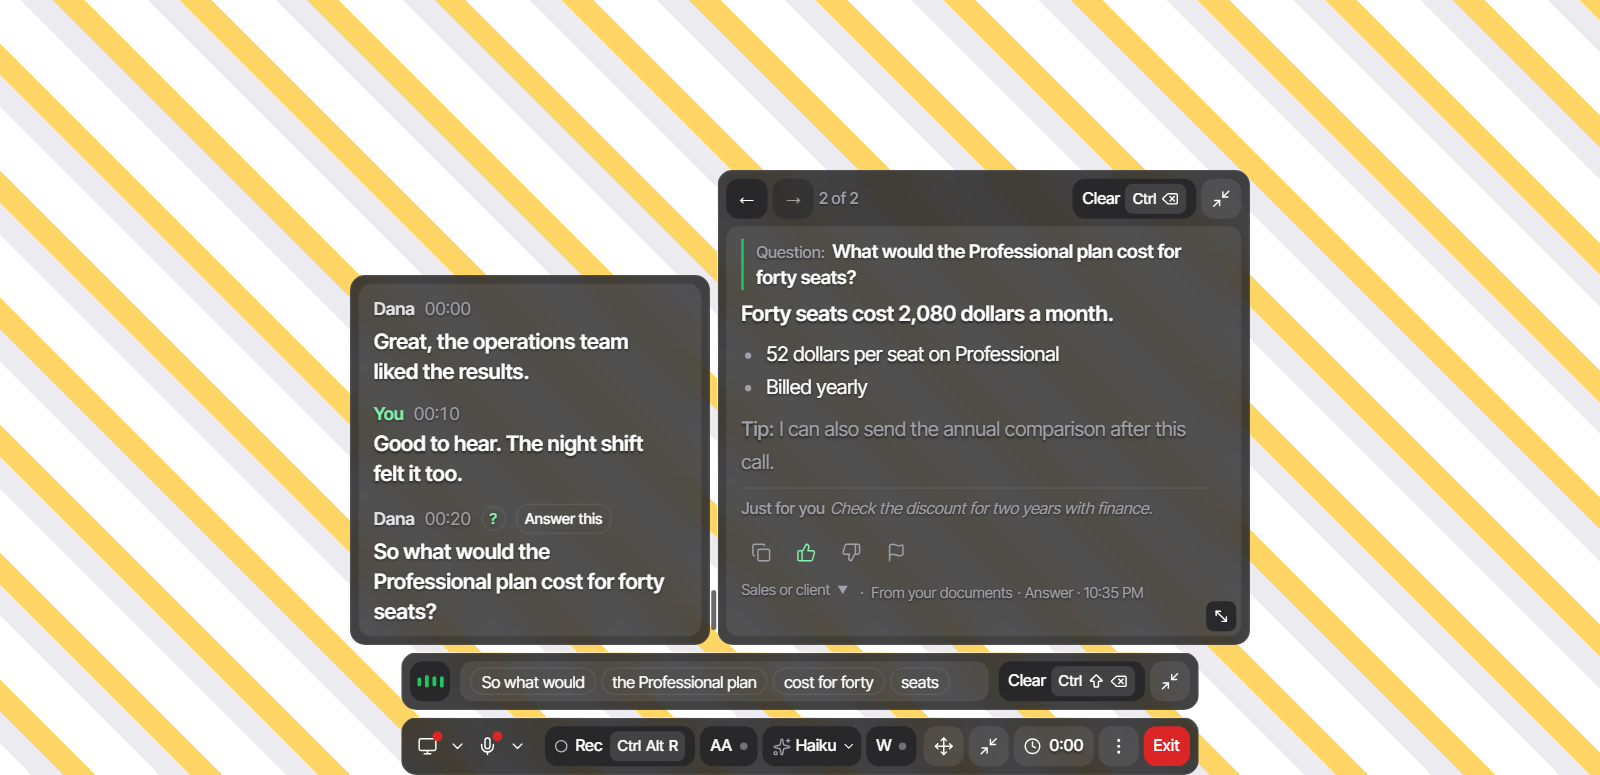 ← → 2 of 2 Clear Ctrl ⌫
Question: What would the Professional plan cost for
forty seats?
Forty seats cost 2,080 dollars a month.
• 52 dollars per seat on Professional
• Billed yearly
Tip: I can also send the annual comparison after this
call.
Just for you Check the discount for two years with finance.
Sales or client ▼ · From your documents · Answer · 10:35 PM
Dana 00:00
Great, the operations team
liked the results.
You 00:10
Good to hear. The night shift
felt it too.
Dana 00:20 ? Answer this
So what would the
Professional plan cost for forty
seats?
So what would the Professional plan cost for forty seats Clear Ctrl ⇧ ⌫
Rec Ctrl Alt R AA Haiku W 0:00 Exit